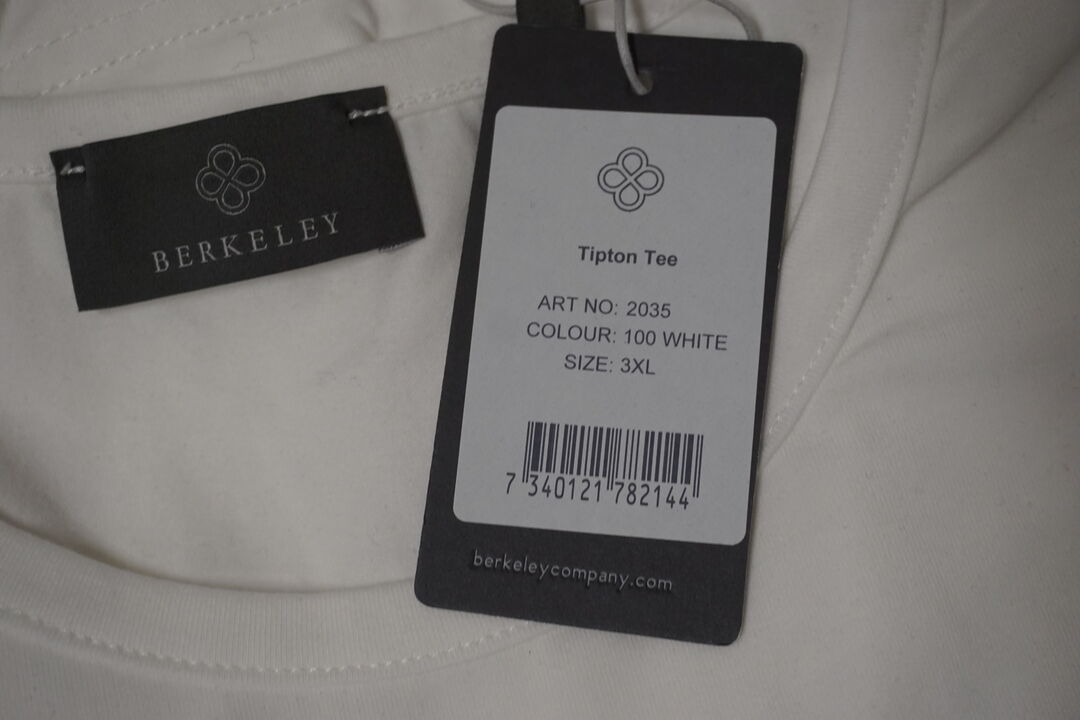 BERKELEY
Tipton Tee
ART NO: 2035
COLOUR: 100 WHITE
SIZE: 3XL
7 340121 782144
berkeleycompany.com